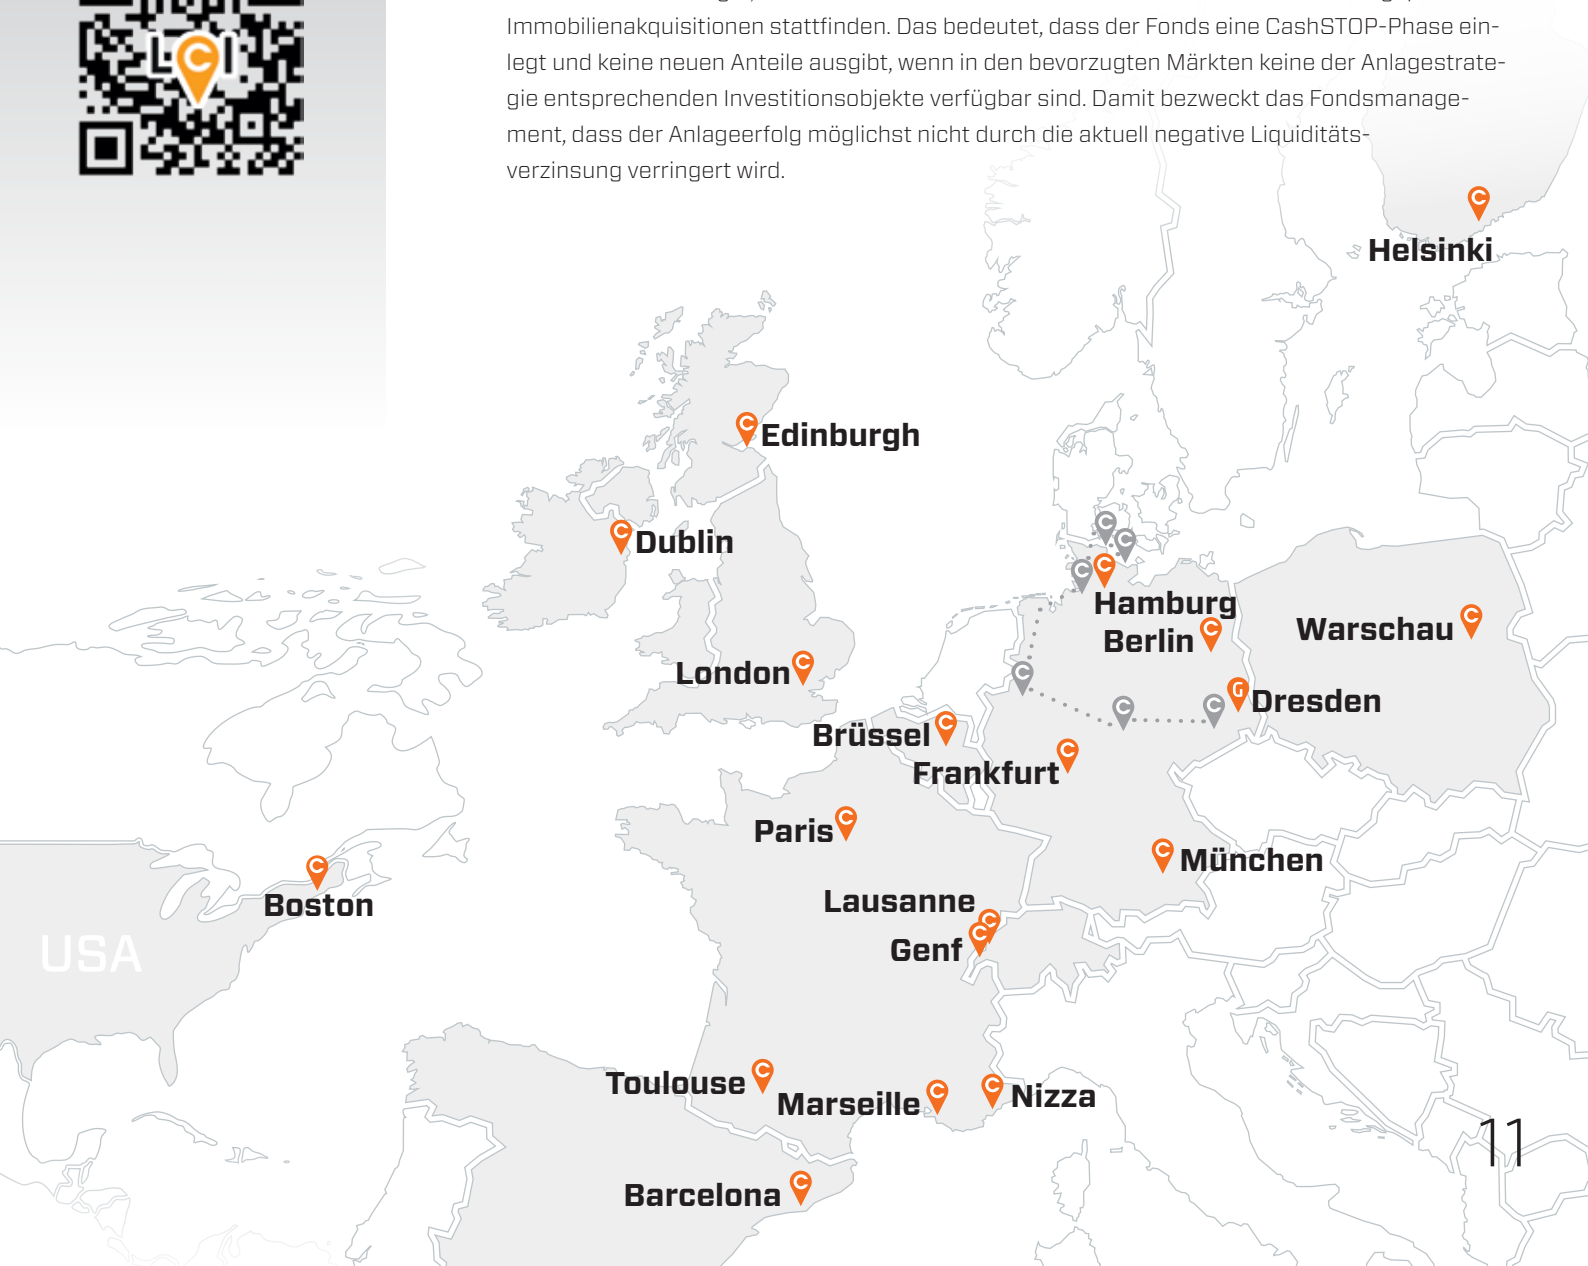 Immobilienakquisitionen stattfinden. Das bedeutet, dass der Fonds eine CashSTOP-Phase ein-
legt und keine neuen Anteile ausgibt, wenn in den bevorzugten Märkten keine der Anlagestrate-
gie entsprechenden Investitionsobjekte verfügbar sind. Damit bezweckt das Fondsmanage-
ment, dass der Anlageerfolg möglichst nicht durch die aktuell negative Liquiditäts-
verzinsung verringert wird.
L C I
C
Helsinki
C
Edinburgh
C
Dublin
C
C
C
C
Hamburg
Berlin C
Warschau C
London C
C
C
C
G Dresden
Brüssel C
Frankfurt C
Paris C
C München
C
Boston
Lausanne C
Genf C
USA
Toulouse C
Marseille C
C Nizza
11
Barcelona C